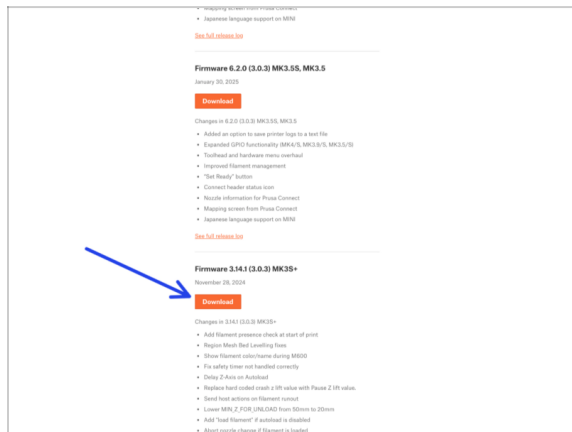 Mapping screen from Prusa Connect
• Japanese language support on MINI
See full release log
Firmware 6.2.0 (3.0.3) MK3.5S, MK3.5
January 30, 2025
Download
Changes in 6.2.0 (3.0.3) MK3.5S, MK3.5
• Added an option to save printer logs to a text file
• Expanded GPIO functionality (MK4/S, MK3.9/S, MK3.5/S)
• Toolhead and hardware menu overhaul
• Improved filament management
• "Set Ready" button
• Connect header status icon
• Nozzle information for Prusa Connect
• Mapping screen from Prusa Connect
• Japanese language support on MINI
See full release log
Firmware 3.14.1 (3.0.3) MK3S+
November 28, 2024
Download
Changes in 3.14.1 (3.0.3) MK3S+
• Add filament presence check at start of print
• Region Mesh Bed Levelling fixes
• Show filament color/name during M600
• Fix safety timer not handled correctly
• Delay Z-Axis on Autoload
• Replace hard coded crash z lift value with Pause Z lift value.
• Send host actions on filament runout
• Lower MIN_Z_FOR_UNLOAD from 50mm to 20mm
• Add "load filament" if autoload is disabled
• Abort nozzle change if filament is loaded